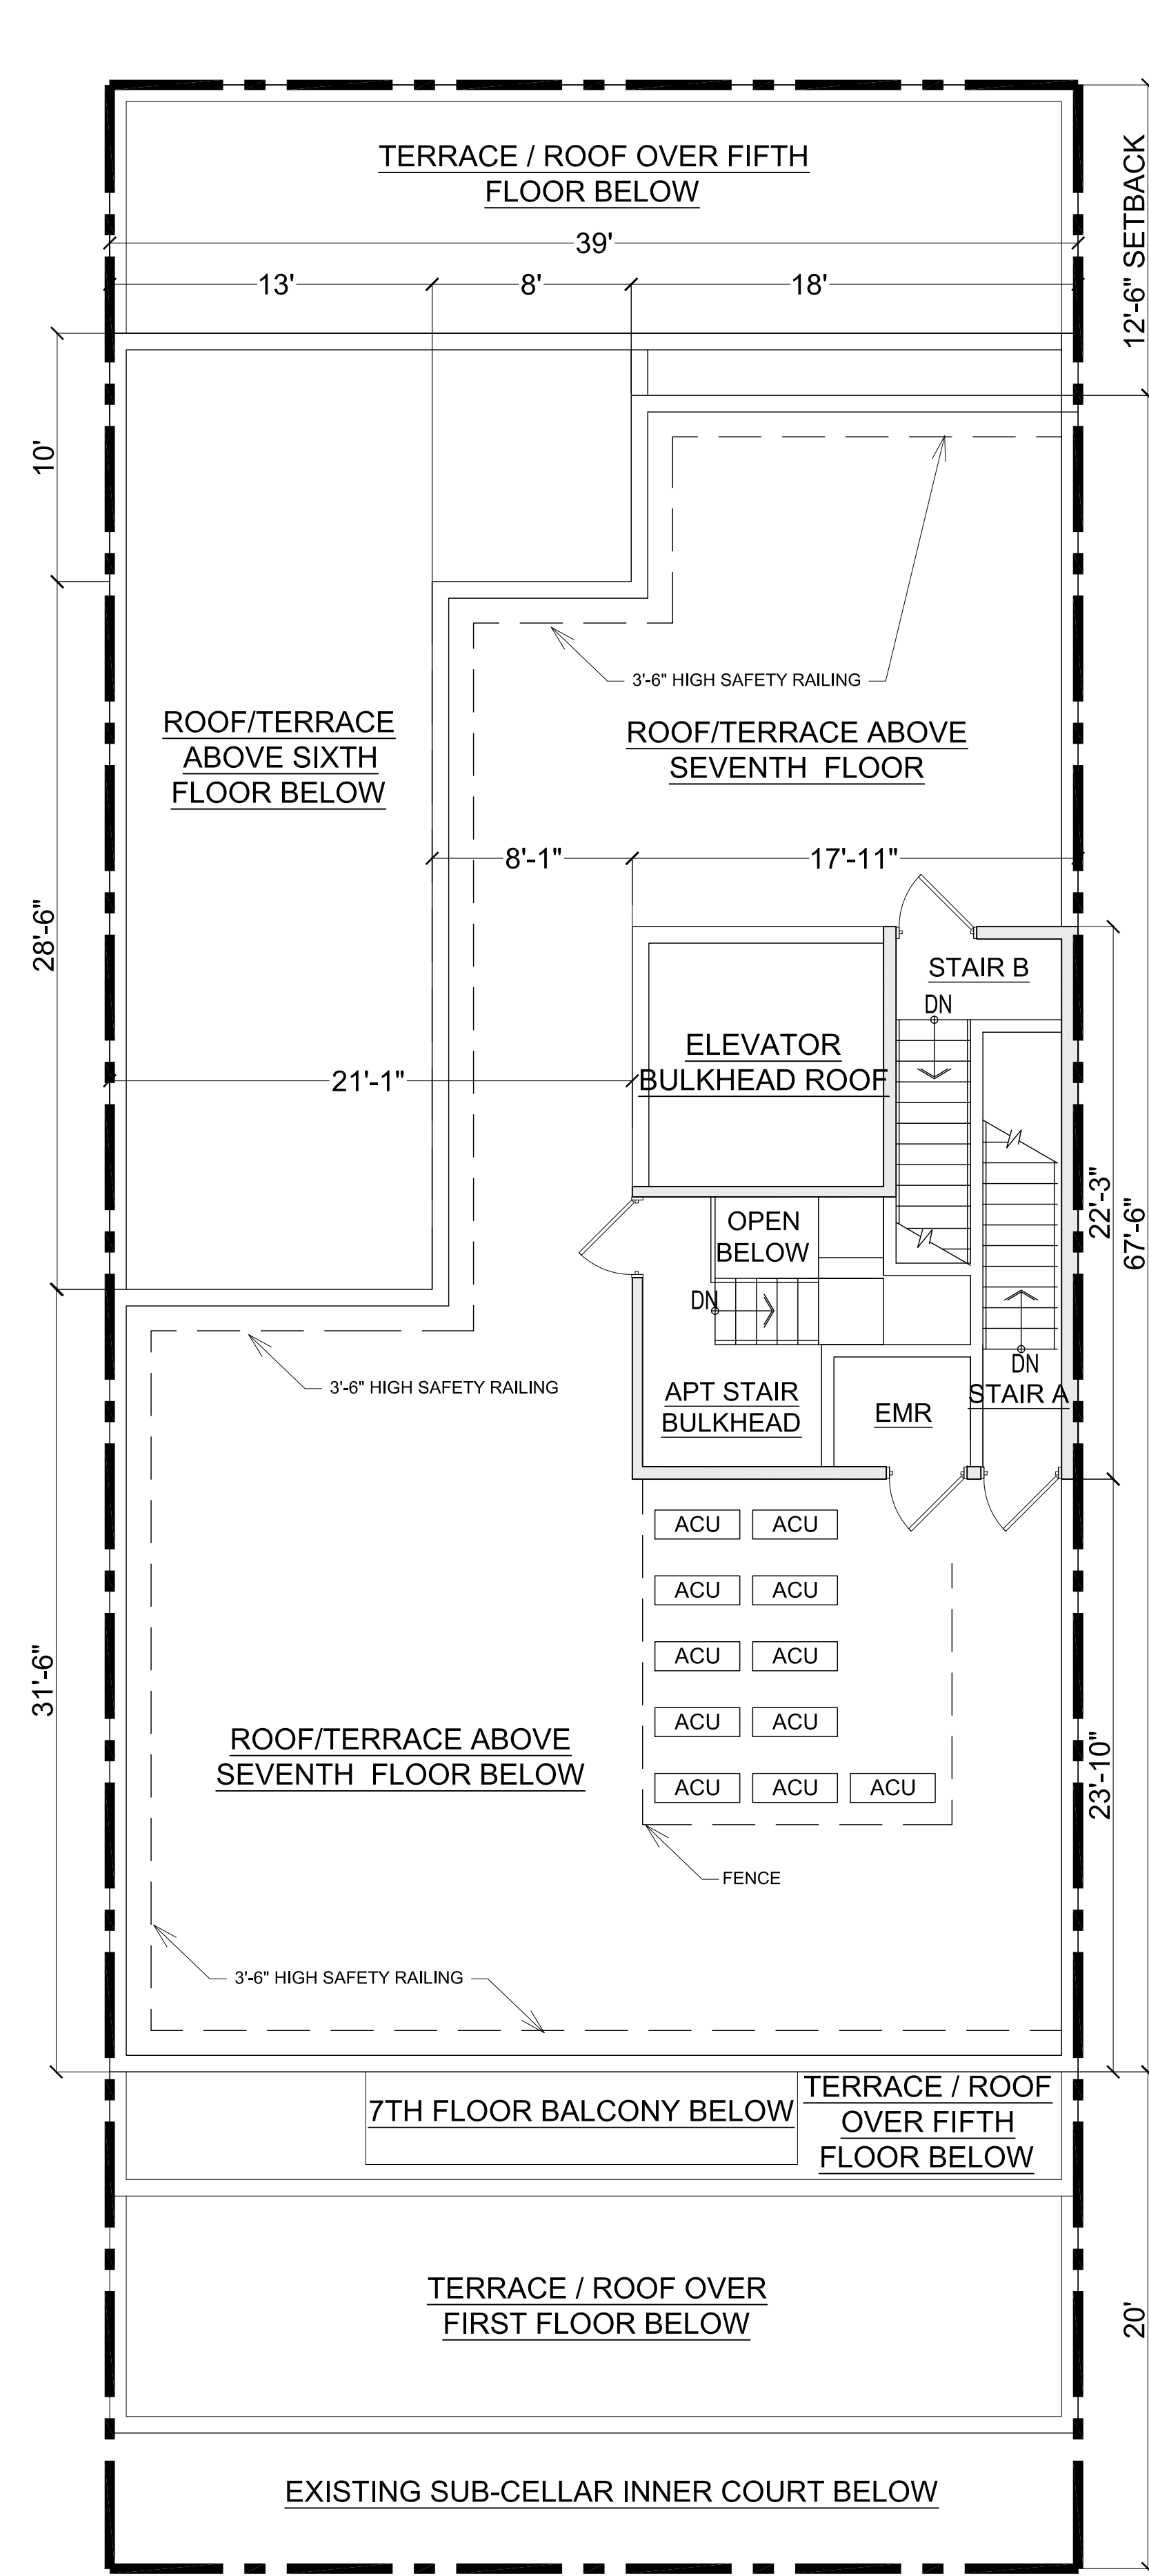 TERRACE / ROOF OVER FIFTH
FLOOR BELOW
12'-6" SETBACK
39'
13'
8'
18'
10'
3'-6" HIGH SAFETY RAILING
ROOF/TERRACE
ABOVE SIXTH
FLOOR BELOW
ROOF/TERRACE ABOVE
SEVENTH FLOOR
8'-1"
17'-11"
28'-6"
STAIR B
DN
ELEVATOR
BULKHEAD ROOF
21'-1"
22'-3"
67'-6"
OPEN
BELOW
DN
DN
STAIR A
3'-6" HIGH SAFETY RAILING
APT STAIR
BULKHEAD
EMR
ACU
ACU
ACU
ACU
ACU
ACU
ACU
ACU
ACU
ACU
ACU
31'-6"
ROOF/TERRACE ABOVE
SEVENTH FLOOR BELOW
23'-10"
FENCE
3'-6" HIGH SAFETY RAILING
7TH FLOOR BALCONY BELOW
TERRACE / ROOF
OVER FIFTH
FLOOR BELOW
TERRACE / ROOF OVER
FIRST FLOOR BELOW
20'
EXISTING SUB-CELLAR INNER COURT BELOW